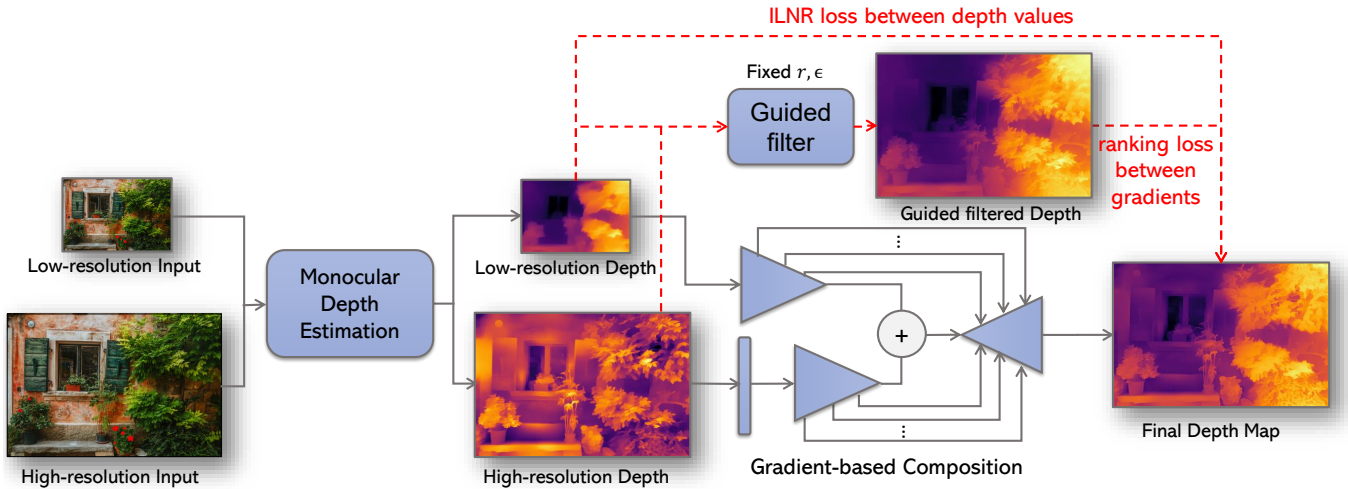 ILNR loss between depth values
Fixed r, ϵ
Guided
filter
ranking loss
between
gradients
Guided filtered Depth
Low-resolution Input
Monocular
Depth
Estimation
Low-resolution Depth
...
+
...
High-resolution Input
High-resolution Depth
Gradient-based Composition
Final Depth Map